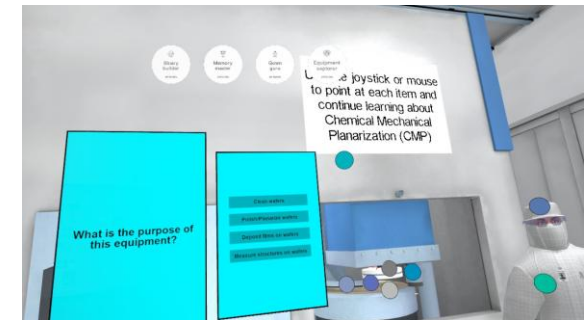 Story
builder
Memory
master
Gown
guru
Equipment
explorer
joystick or mouse
to point at each item and
continue learning about
Chemical Mechanical
Planarization (CMP)
What is the purpose of
this equipment?
Clean wafers
Polish/Planarize wafers
Deposit films on wafers
Measure structures on wafers